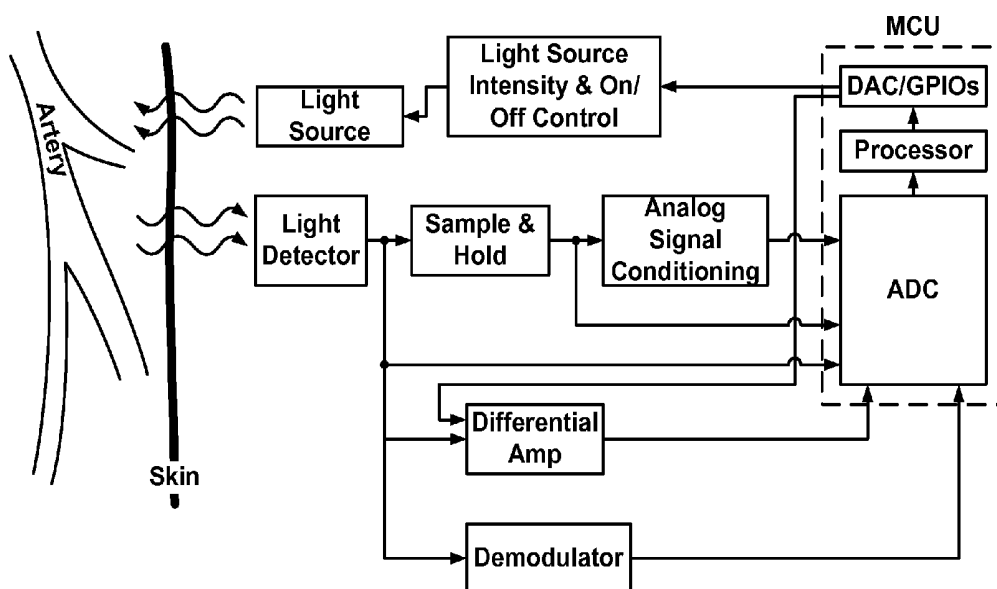 MCU
Light Source
Intensity & On/
Off Control
DAC/GPIOs
Light
Source
Artery
Processor
Light
Detector
Sample &
Hold
Analog
Signal
Conditioning
ADC
Differential
Amp
Skin
Demodulator